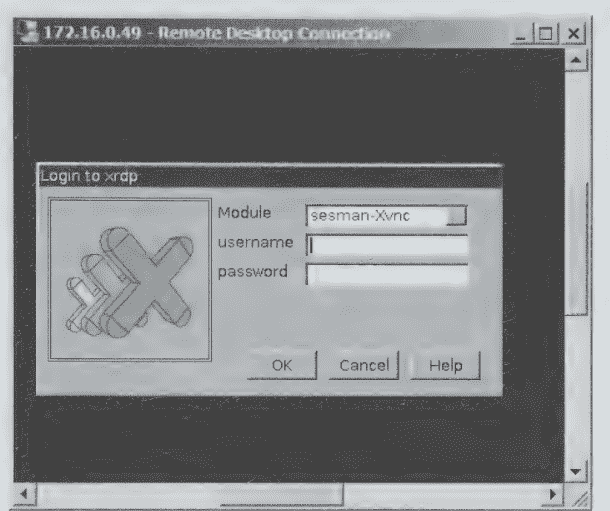 172.16.0.49 - Remote Desktop Connection
Login to xrdp
Module
sesman-Xvnc
username
password
OK
Cancel
Help